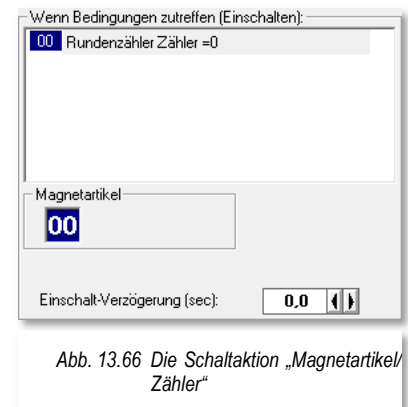 Wenn Bedingungen zutreffen (Einschalten):
00 Rundenzähler Zähler =0
Magnetartikel
00
Einschalt-Verzögerung (sec): 0,0
Abb. 13.66 Die Schaltaktion „Magnetartikel/
Zähler“